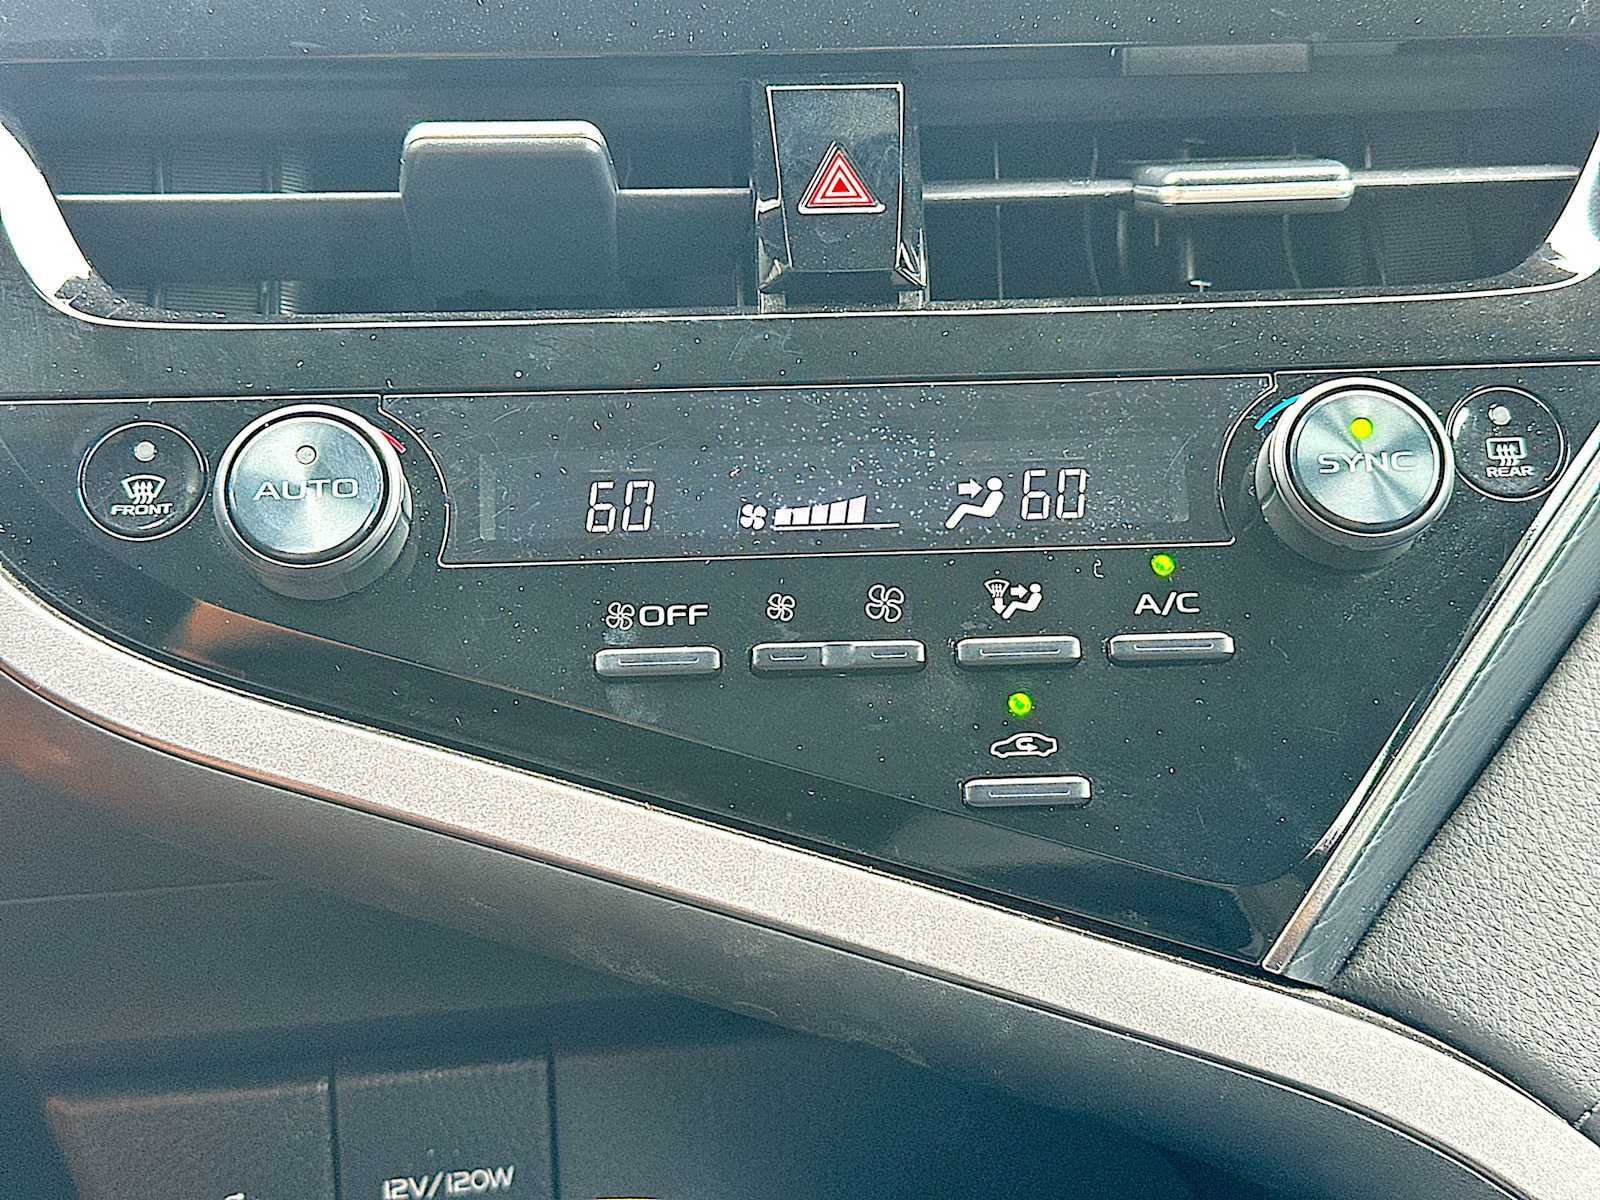 FRONT
AUTO
60
60
SYNC
REAR
OFF
A/C
12V/120W